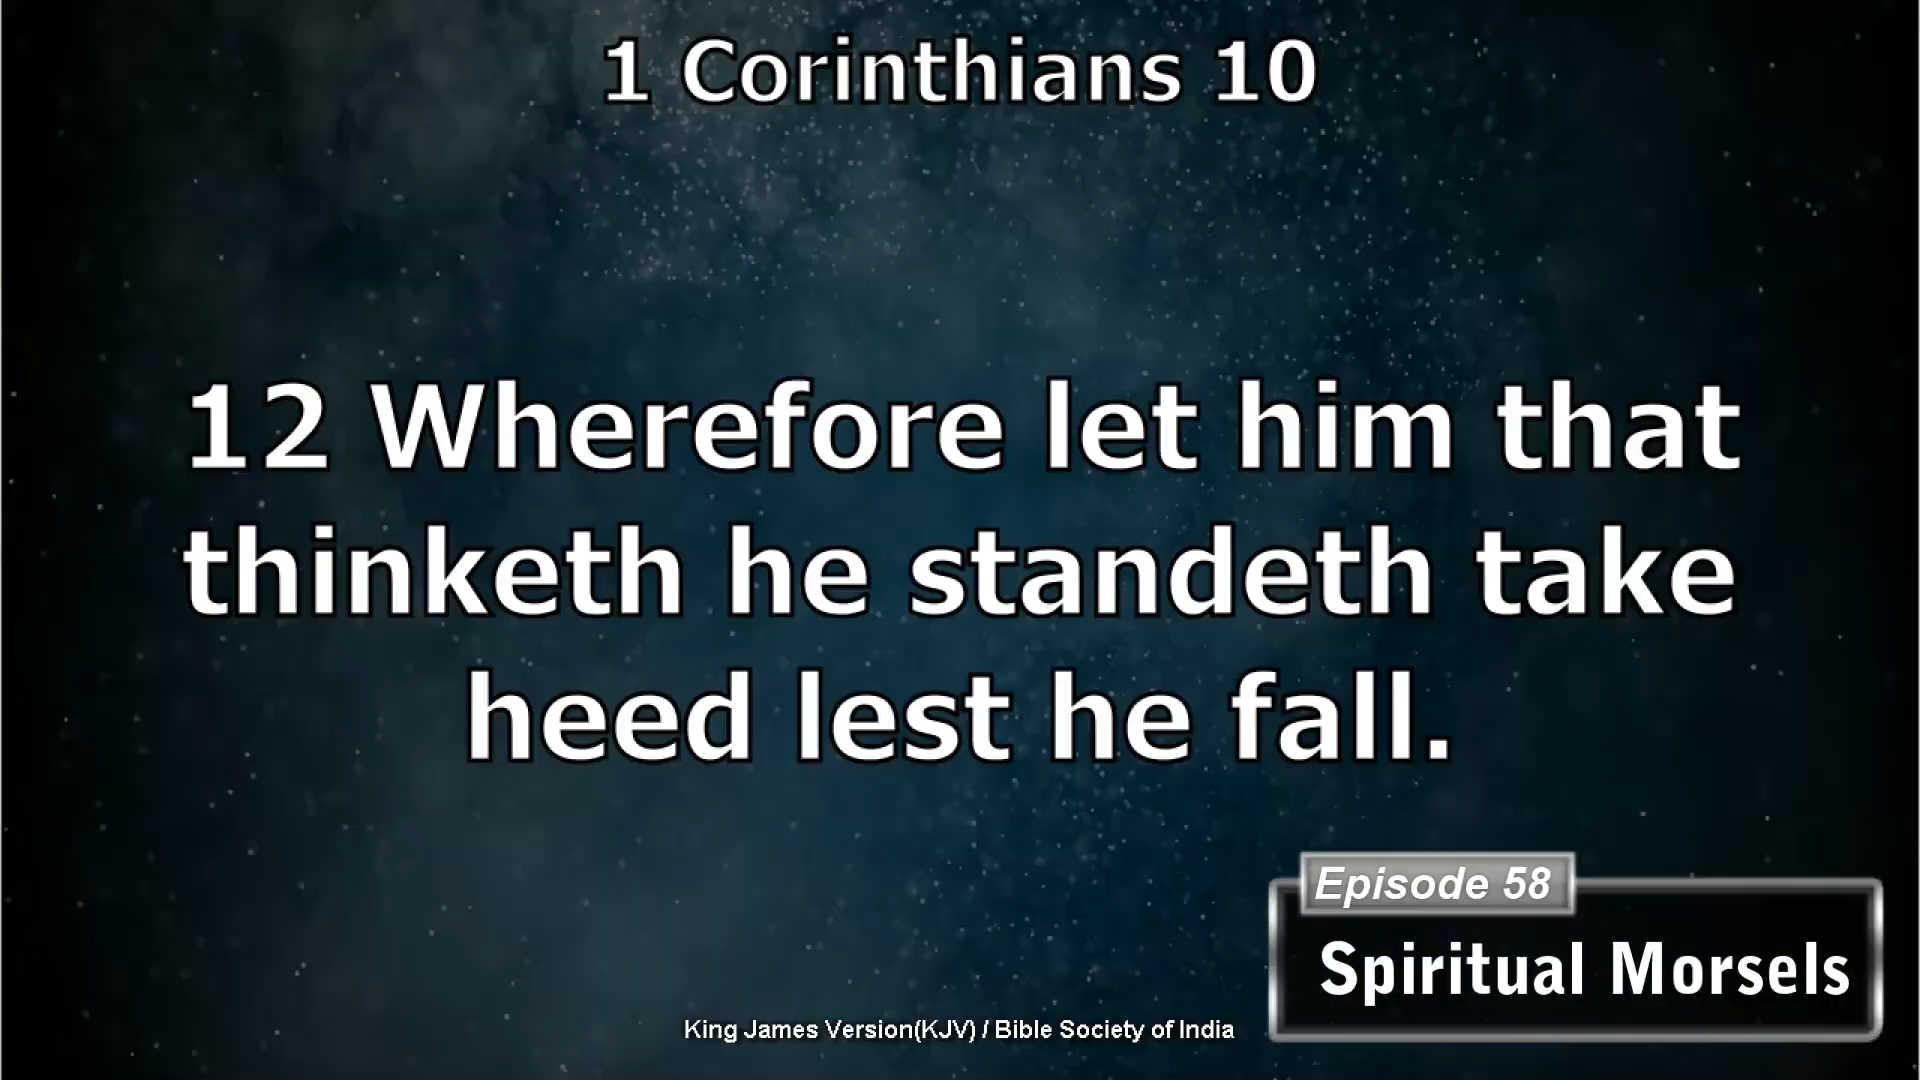 1 Corinthians 10
12 Wherefore let him that
thinketh he standeth take
heed lest he fall.
Episode 58
Spiritual Morsels
King James Version(KJV) / Bible Society of India